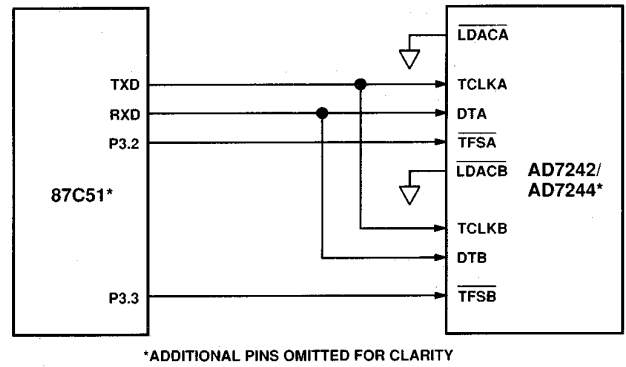 LDACA
TXD
TCLKA
RXD
DTA
P3.2
TFSA
LDACB
AD7242/
AD7244*
87C51*
TCLKB
DTB
P3.3
TFSB
*ADDITIONAL PINS OMITTED FOR CLARITY